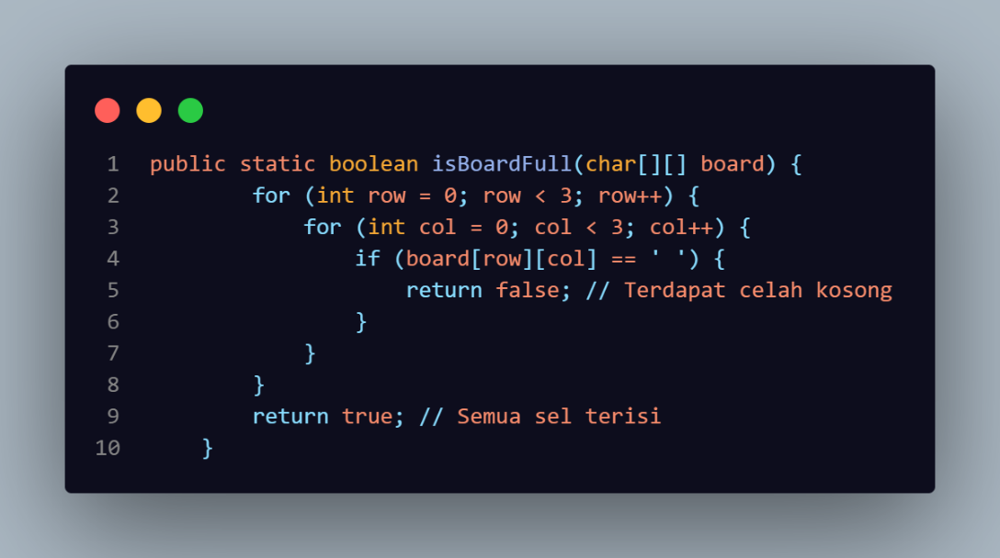 1 public static boolean isBoardFull(char[][] board) {
2         for (int row = 0; row < 3; row++) {
3             for (int col = 0; col < 3; col++) {
4                 if (board[row][col] == ' ') {
5                     return false; // Terdapat celah kosong
6                 }
7             }
8         }
9         return true; // Semua sel terisi
10     }